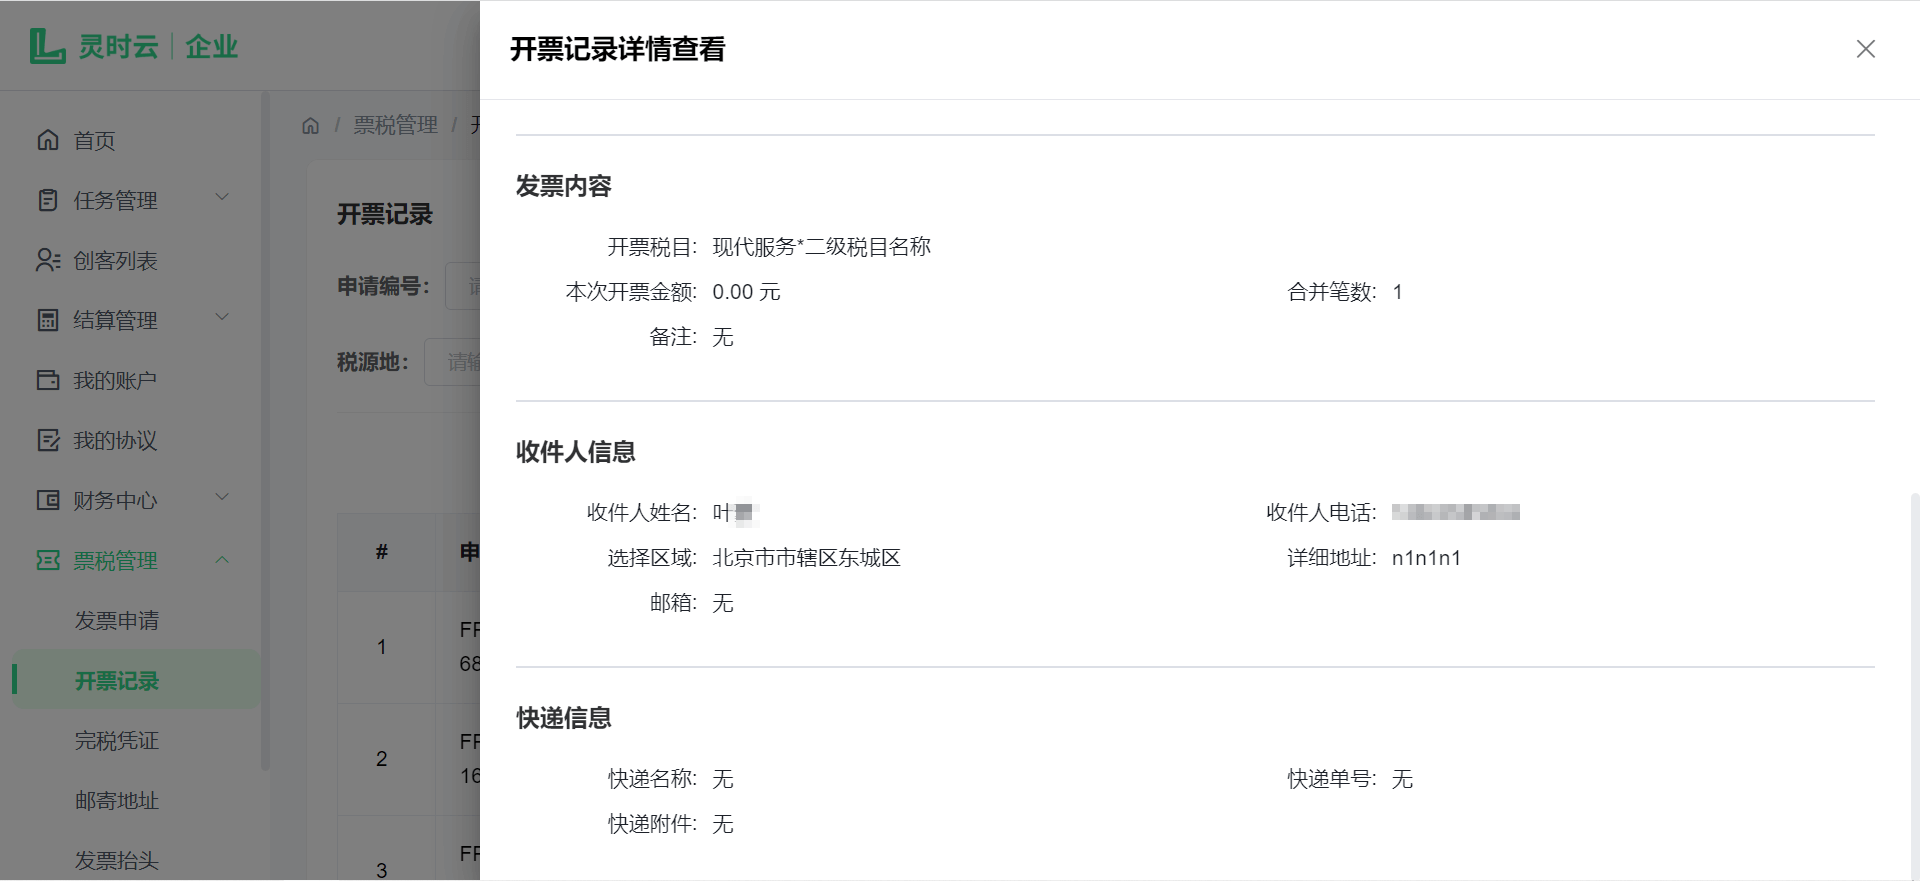 灵时云 | 企业
首页
任务管理
创客列表
结算管理
我的账户
我的协议
财务中心
票税管理
发票申请
开票记录
完税凭证
邮寄地址
发票抬头
/ 票税管理 /
开票记录
申请编号:
税源地:
请输
#
申
1
FP
68
2
FP
16
3
FP
开票记录详情查看
发票内容
开票税目: 现代服务*二级税目名称
本次开票金额: 0.00 元
合并笔数: 1
备注: 无
收件人信息
收件人姓名: 叶
收件人电话:
选择区域: 北京市市辖区东城区
详细地址: n1n1n1
邮箱: 无
快递信息
快递名称: 无
快递单号: 无
快递附件: 无